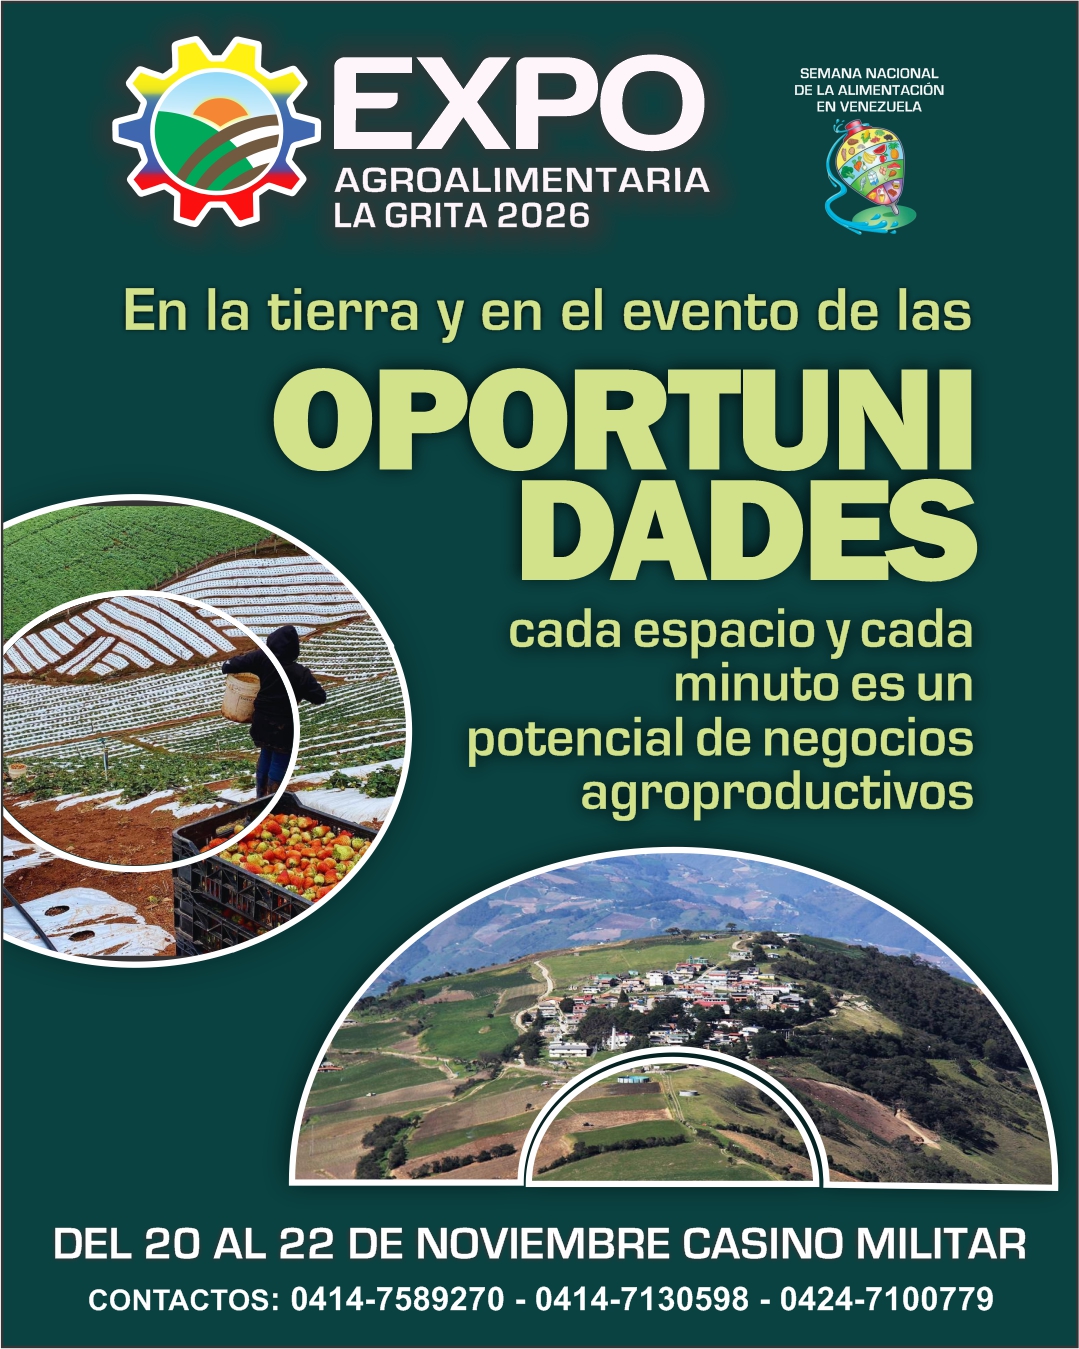 EXPO
AGROALIMENTARIA
LA GRITA 2026
SEMANA NACIONAL
DE LA ALIMENTACIÓN
EN VENEZUELA
En la tierra y en el evento de las
OPORTUNI
DADES
cada espacio y cada
minuto es un
potencial de negocios
agroproductivos
DEL 20 AL 22 DE NOVIEMBRE CASINO MILITAR
CONTACTOS: 0414-7589270 - 0414-7130598 - 0424-7100779